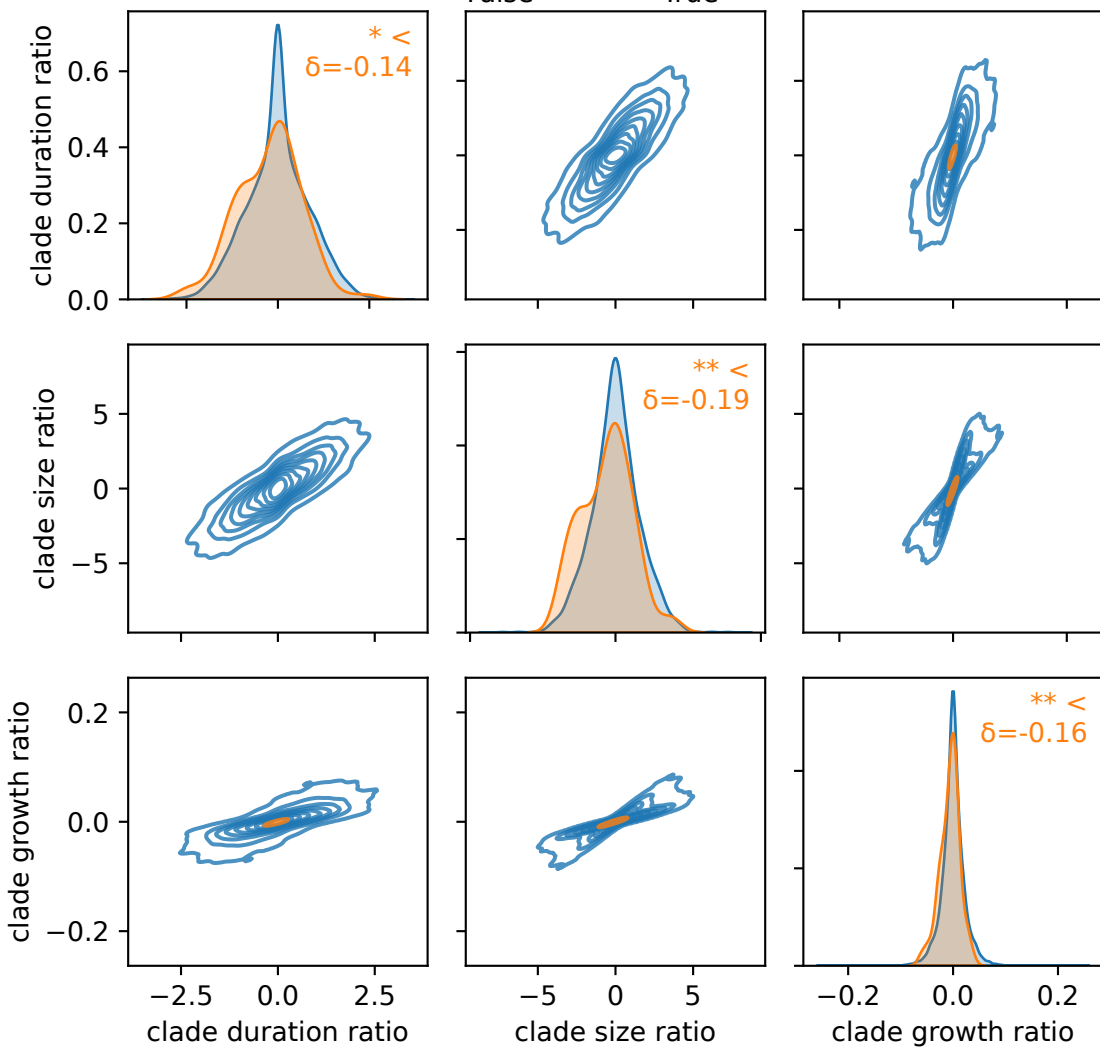 True
* <
δ=-0.14
clade duration ratio
0.6
0.4
0.2
0.0
** <
δ=-0.19
clade size ratio
5
0
−5
** <
δ=-0.16
clade growth ratio
0.2
0.0
−0.2
−2.5 0.0 2.5 −5 0 5 −0.2 0.0 0.2
clade duration ratio clade size ratio clade growth ratio